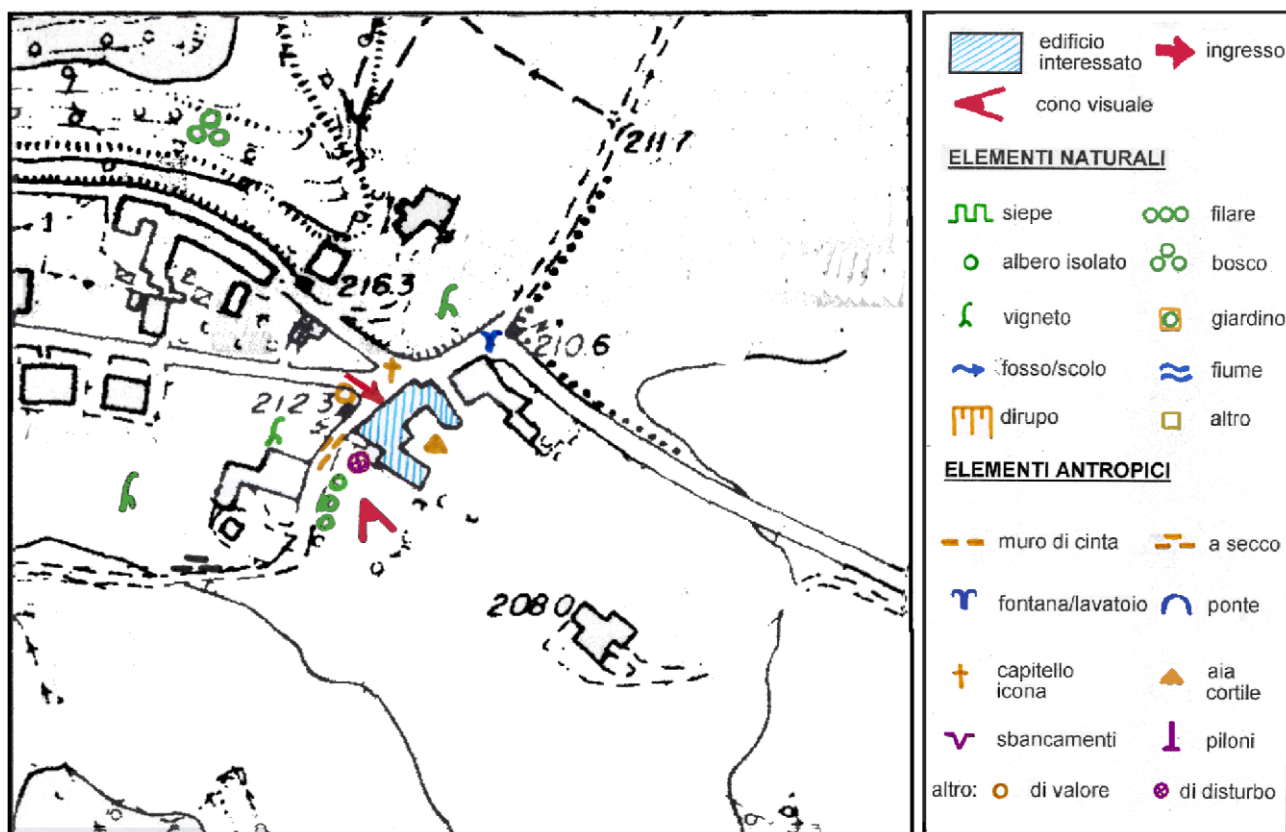 211.7
216.3
210.6
212 3
208 0
1
edificio
interessato
ingresso
cono visuale
ELEMENTI NATURALI
siepe
filare
albero isolato
bosco
vigneto
giardino
fosso/scolo
fiume
dirupo
altro
ELEMENTI ANTROPICI
muro di cinta
a secco
fontana/lavatoio
ponte
capitello
icona
aia
cortile
sbancamenti
piloni
altro:
di valore
di disturbo